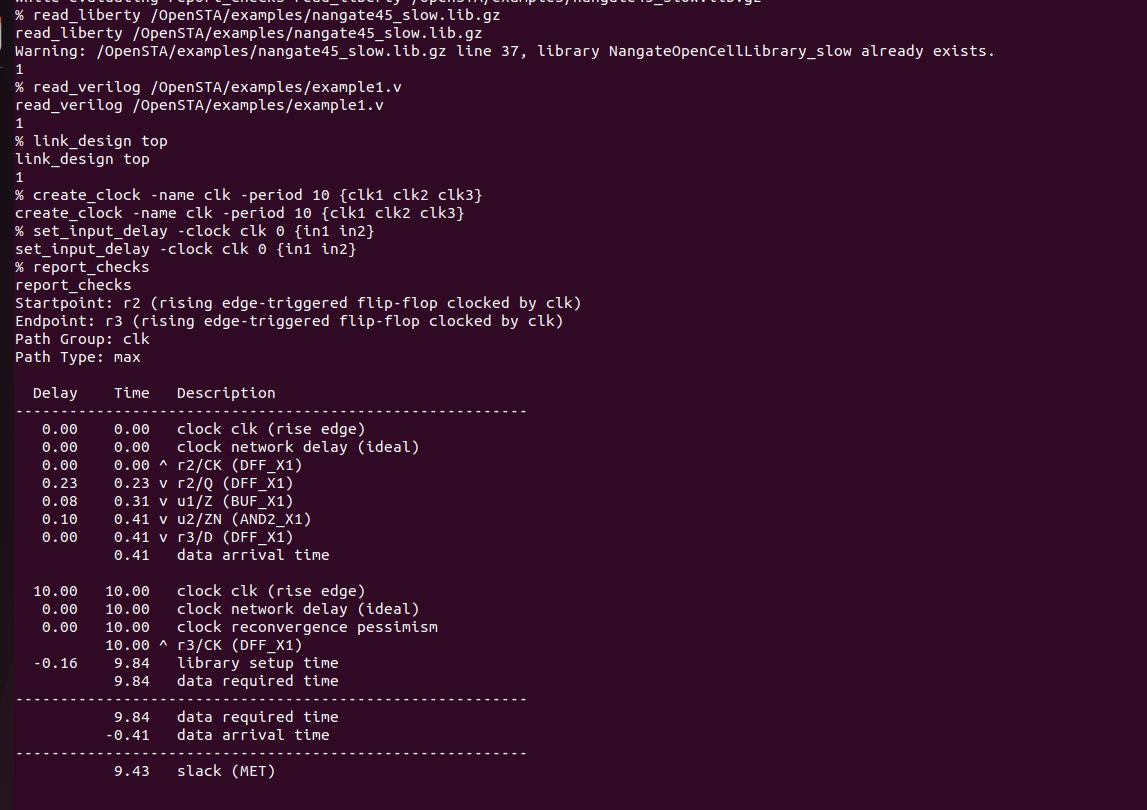 while evaluating report_checks read_liberty /OpenSTA/examples/nangate45_slow.lib.gz
% read_liberty /OpenSTA/examples/nangate45_slow.lib.gz
read_liberty /OpenSTA/examples/nangate45_slow.lib.gz
Warning: /OpenSTA/examples/nangate45_slow.lib.gz line 37, library NangateOpenCellLibrary_slow already exists.
1
% read_verilog /OpenSTA/examples/example1.v
read_verilog /OpenSTA/examples/example1.v
1
% link_design top
link_design top
1
% create_clock -name clk -period 10 {clk1 clk2 clk3}
create_clock -name clk -period 10 {clk1 clk2 clk3}
% set_input_delay -clock clk 0 {in1 in2}
set_input_delay -clock clk 0 {in1 in2}
% report_checks
report_checks
Startpoint: r2 (rising edge-triggered flip-flop clocked by clk)
Endpoint: r3 (rising edge-triggered flip-flop clocked by clk)
Path Group: clk
Path Type: max
  Delay    Time   Description
---------------------------------------------------------
   0.00    0.00   clock clk (rise edge)
   0.00    0.00   clock network delay (ideal)
   0.00    0.00 ^ r2/CK (DFF_X1)
   0.23    0.23 v r2/Q (DFF_X1)
   0.08    0.31 v u1/Z (BUF_X1)
   0.10    0.41 v u2/ZN (AND2_X1)
   0.00    0.41 v r3/D (DFF_X1)
           0.41   data arrival time
  10.00   10.00   clock clk (rise edge)
   0.00   10.00   clock network delay (ideal)
   0.00   10.00   clock reconvergence pessimism
          10.00 ^ r3/CK (DFF_X1)
  -0.16    9.84   library setup time
           9.84   data required time
---------------------------------------------------------
           9.84   data required time
          -0.41   data arrival time
---------------------------------------------------------
           9.43   slack (MET)